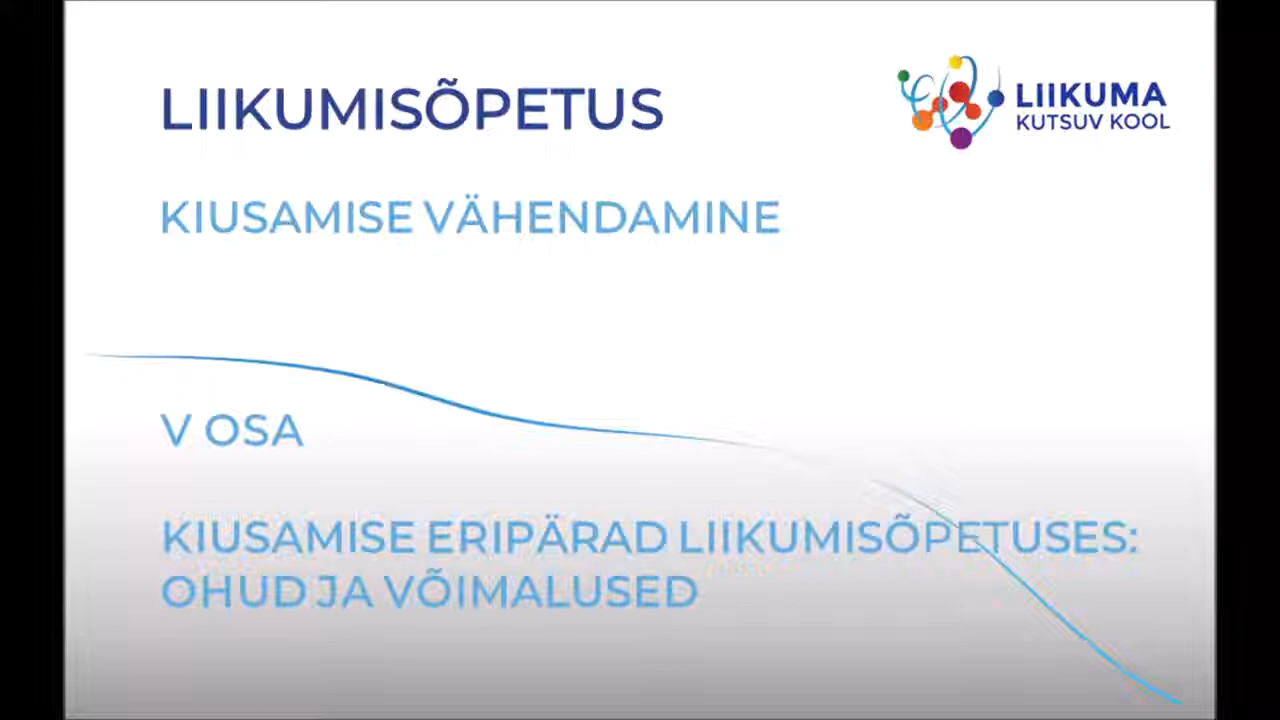 LIIKUMISÕPETUS
LIIKUMA
KUTSUV KOOL
KIUSAMISE VÄHENDAMINE
V OSA
KIUSAMISE ERIPÄRAD LIIKUMISÕPETUSES:
OHUD JA VÕIMALUSED